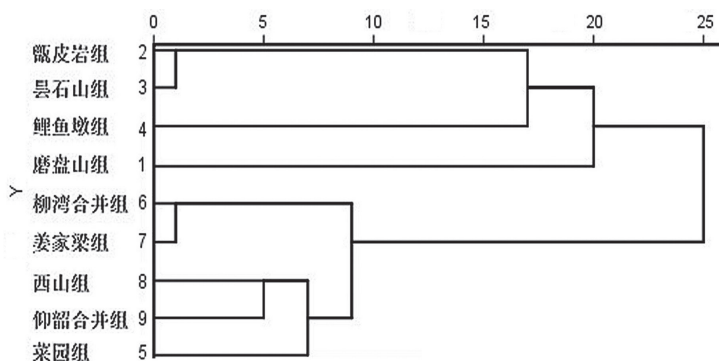 0 5 10 15 20 25
甑皮岩组 2
昙石山组 3
鲤鱼墩组 4
磨盘山组 1
Y
柳湾合并组 6
姜家梁组 7
西山组 8
仰韶合并组 9
菜园组 5